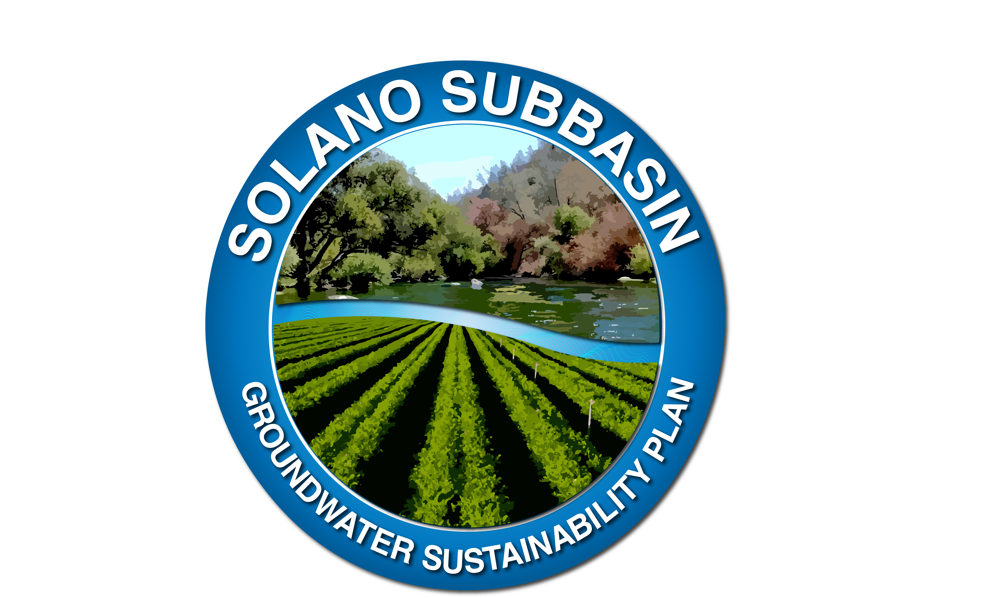 SOLANO SUBBASIN
GROUNDWATER SUSTAINABILITY PLAN